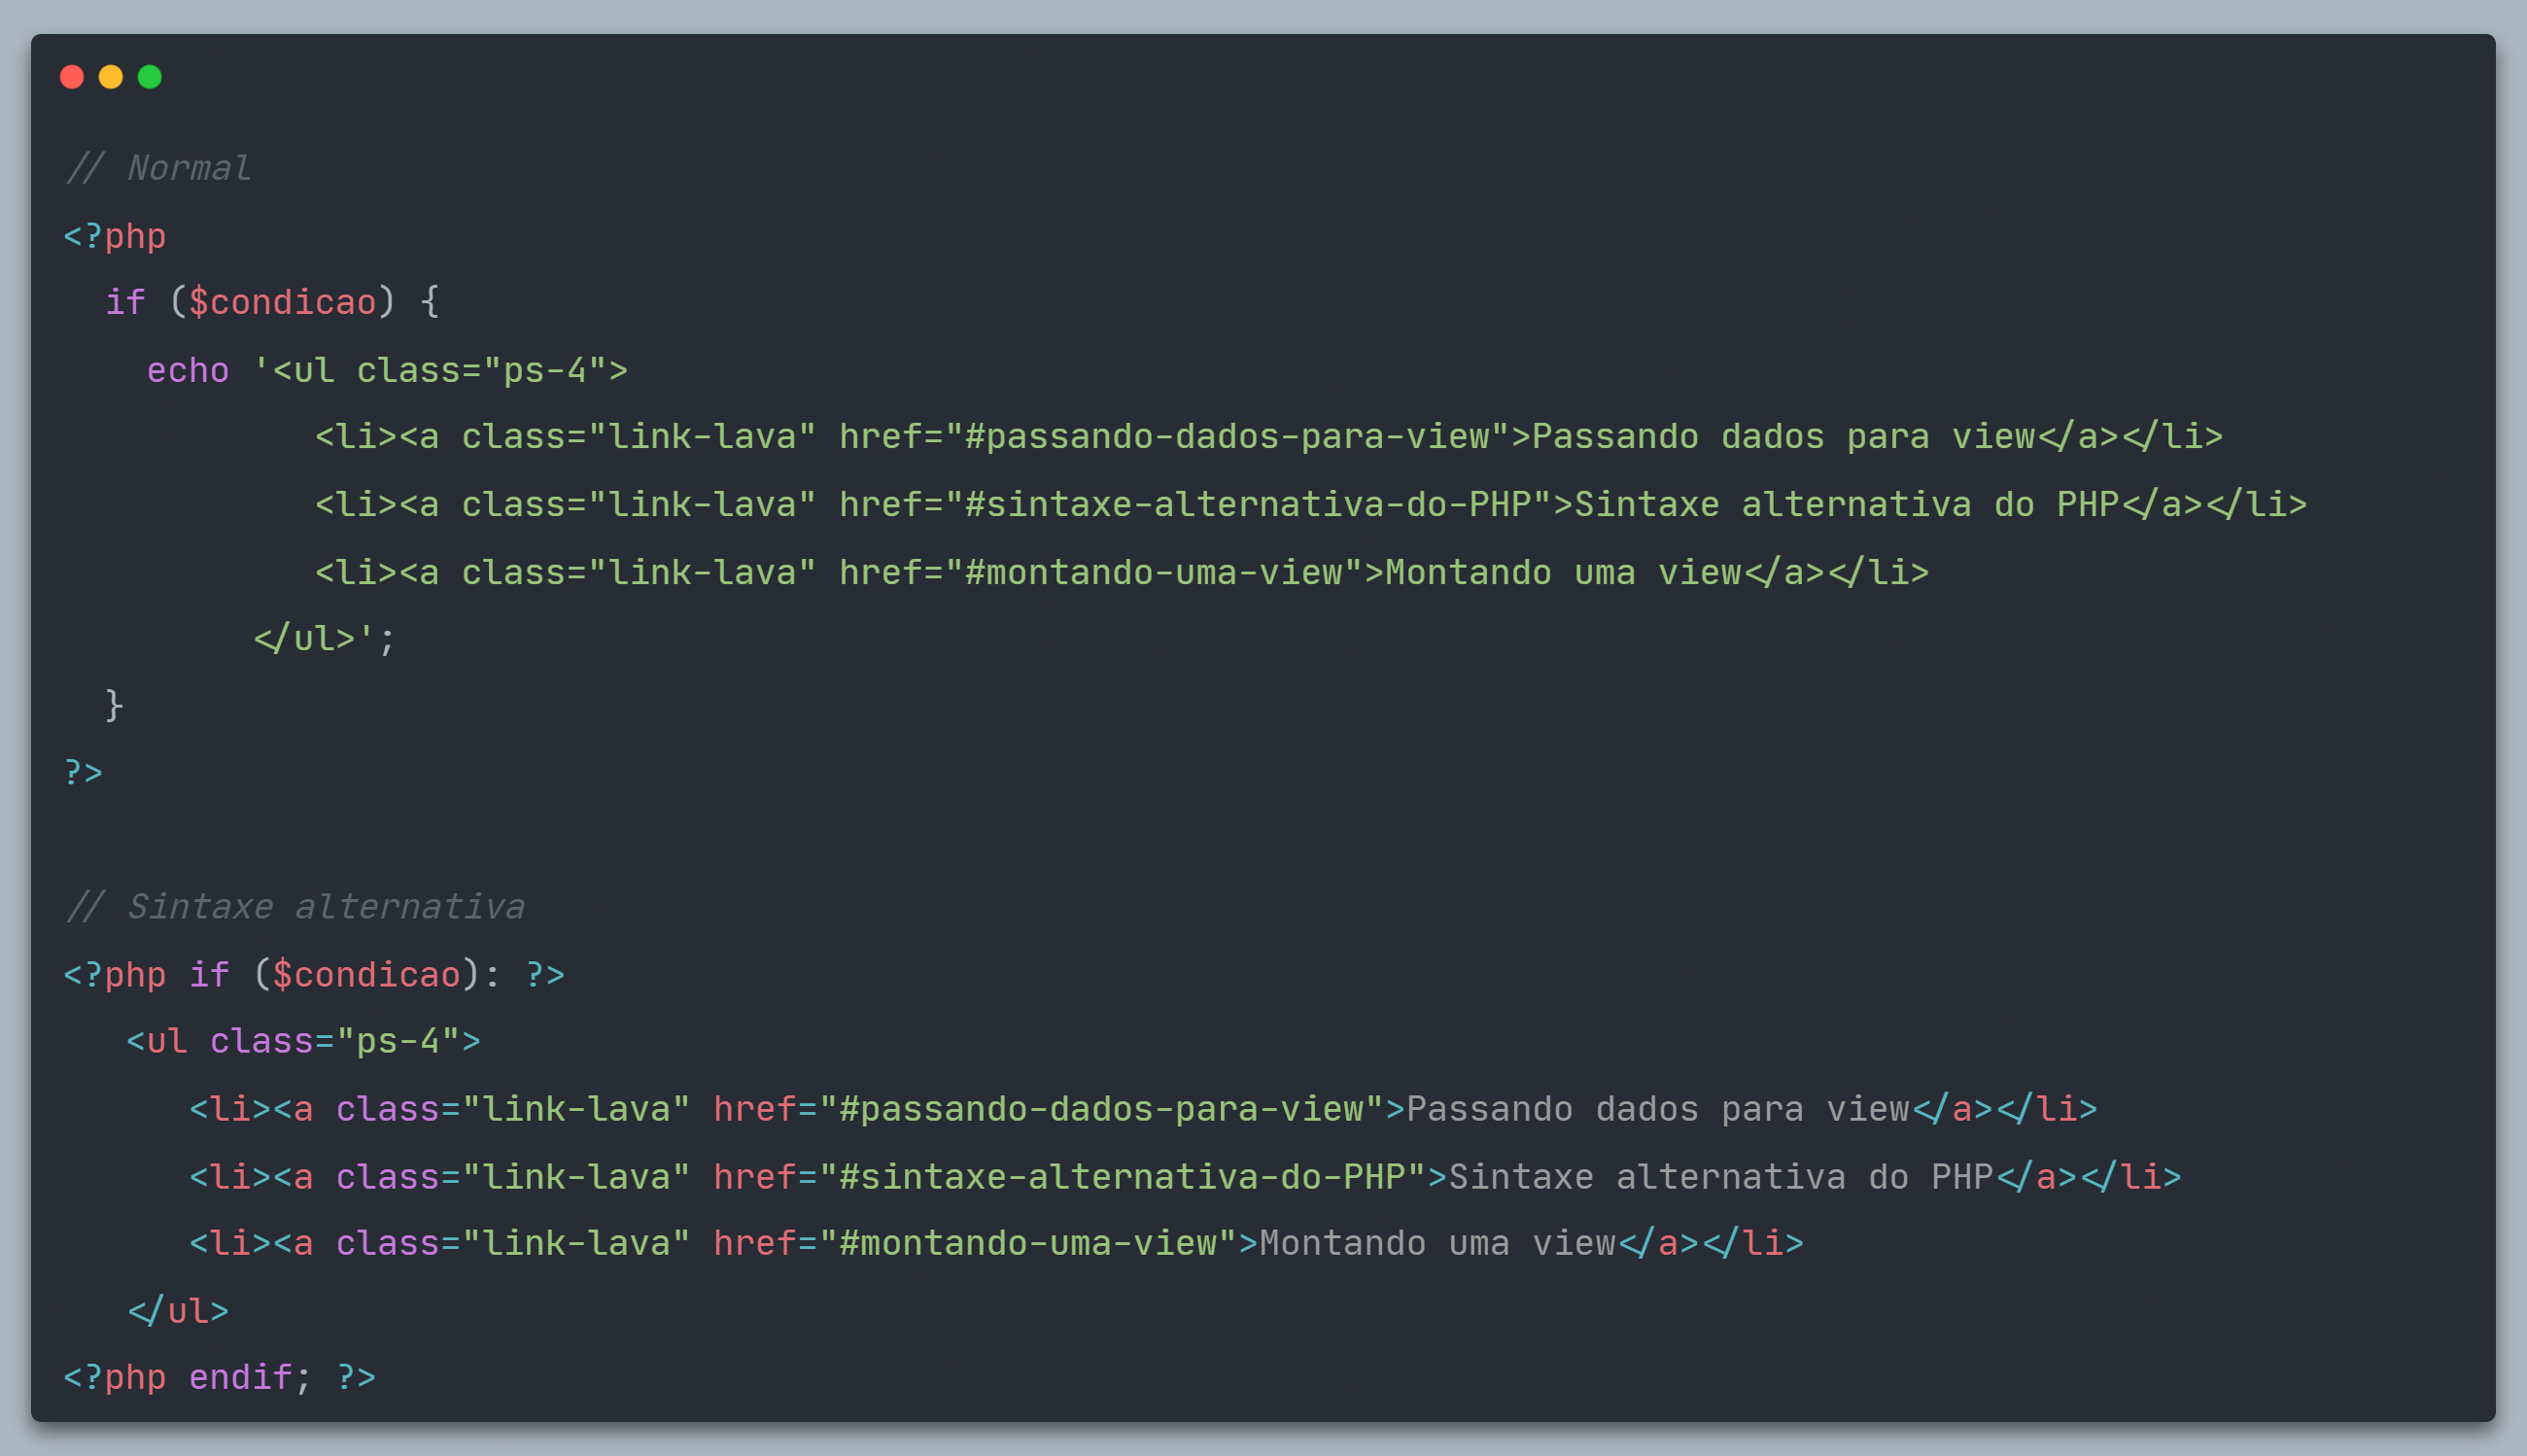 // Normal
<?php
  if ($condicao) {
    echo '<ul class="ps-4">
            <li><a class="link-lava" href="#passando-dados-para-view">Passando dados para view</a></li>
            <li><a class="link-lava" href="#sintaxe-alternativa-do-PHP">Sintaxe alternativa do PHP</a></li>
            <li><a class="link-lava" href="#montando-uma-view">Montando uma view</a></li>
         </ul>';
  }
?>
// Sintaxe alternativa
<?php if ($condicao): ?>
   <ul class="ps-4">
      <li><a class="link-lava" href="#passando-dados-para-view">Passando dados para view</a></li>
      <li><a class="link-lava" href="#sintaxe-alternativa-do-PHP">Sintaxe alternativa do PHP</a></li>
      <li><a class="link-lava" href="#montando-uma-view">Montando uma view</a></li>
   </ul>
<?php endif; ?>